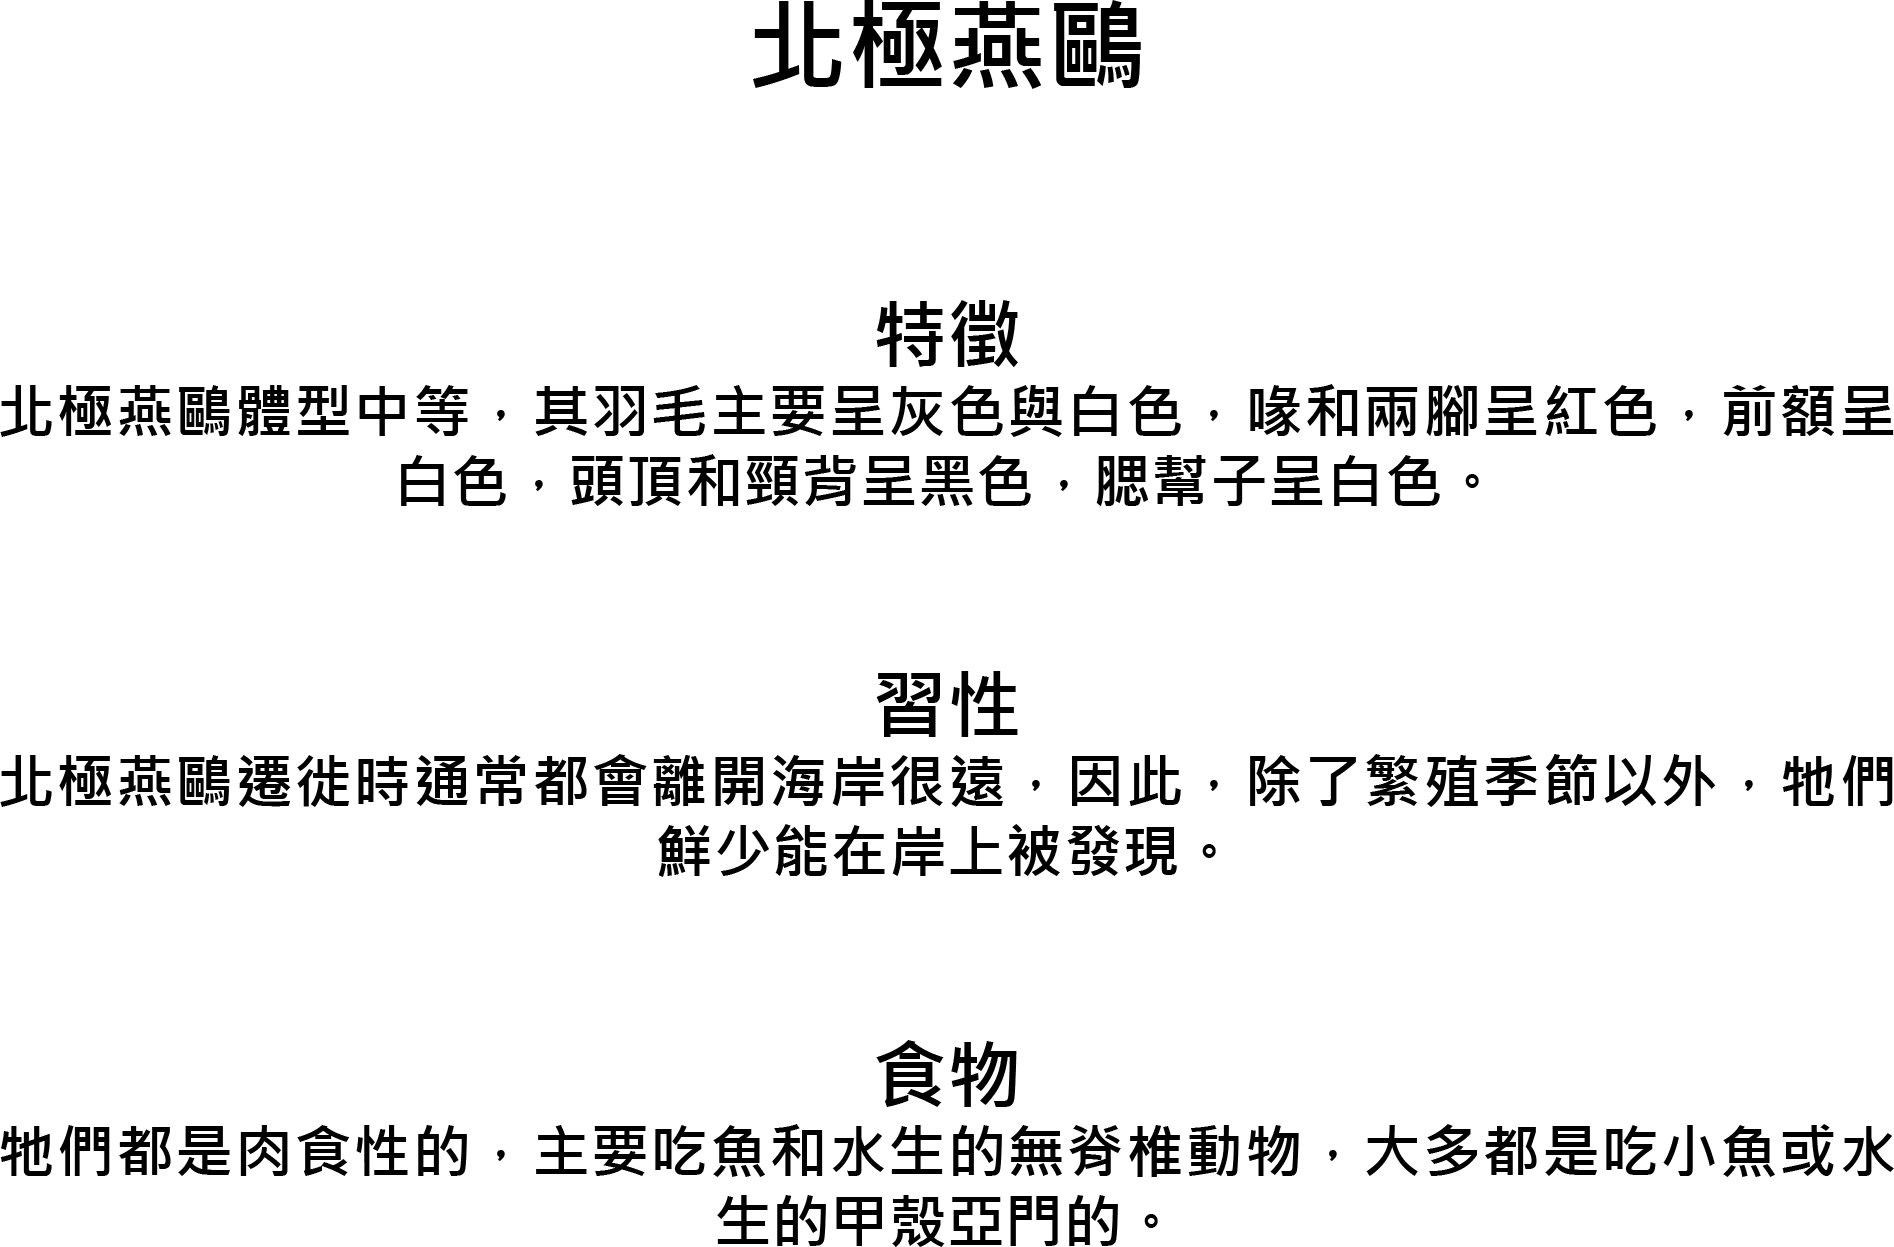 北極燕鷗
特徵
北極燕鷗體型中等，其羽毛主要呈灰色與白色，喙和兩腳呈紅色，前額呈
白色，頭頂和頸背呈黑色，腮幫子呈白色。
習性
北極燕鷗遷徙時通常都會離開海岸很遠，因此，除了繁殖季節以外，牠們
鮮少能在岸上被發現。
食物
牠們都是肉食性的，主要吃魚和水生的無脊椎動物，大多都是吃小魚或水
生的甲殼亞門的。